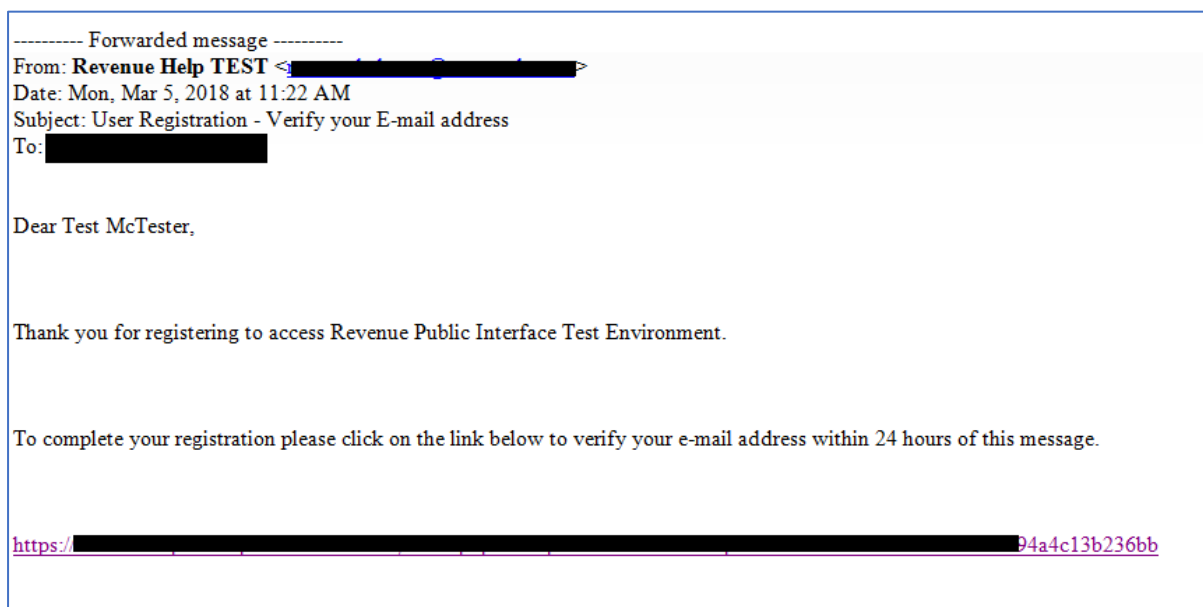 ---------- Forwarded message ----------
From: Revenue Help TEST <
Date: Mon, Mar 5, 2018 at 11:22 AM
Subject: User Registration - Verify your E-mail address
To:
Dear Test McTester,
Thank you for registering to access Revenue Public Interface Test Environment.
To complete your registration please click on the link below to verify your e-mail address within 24 hours of this message.
https:/ 94a4c13b236bb